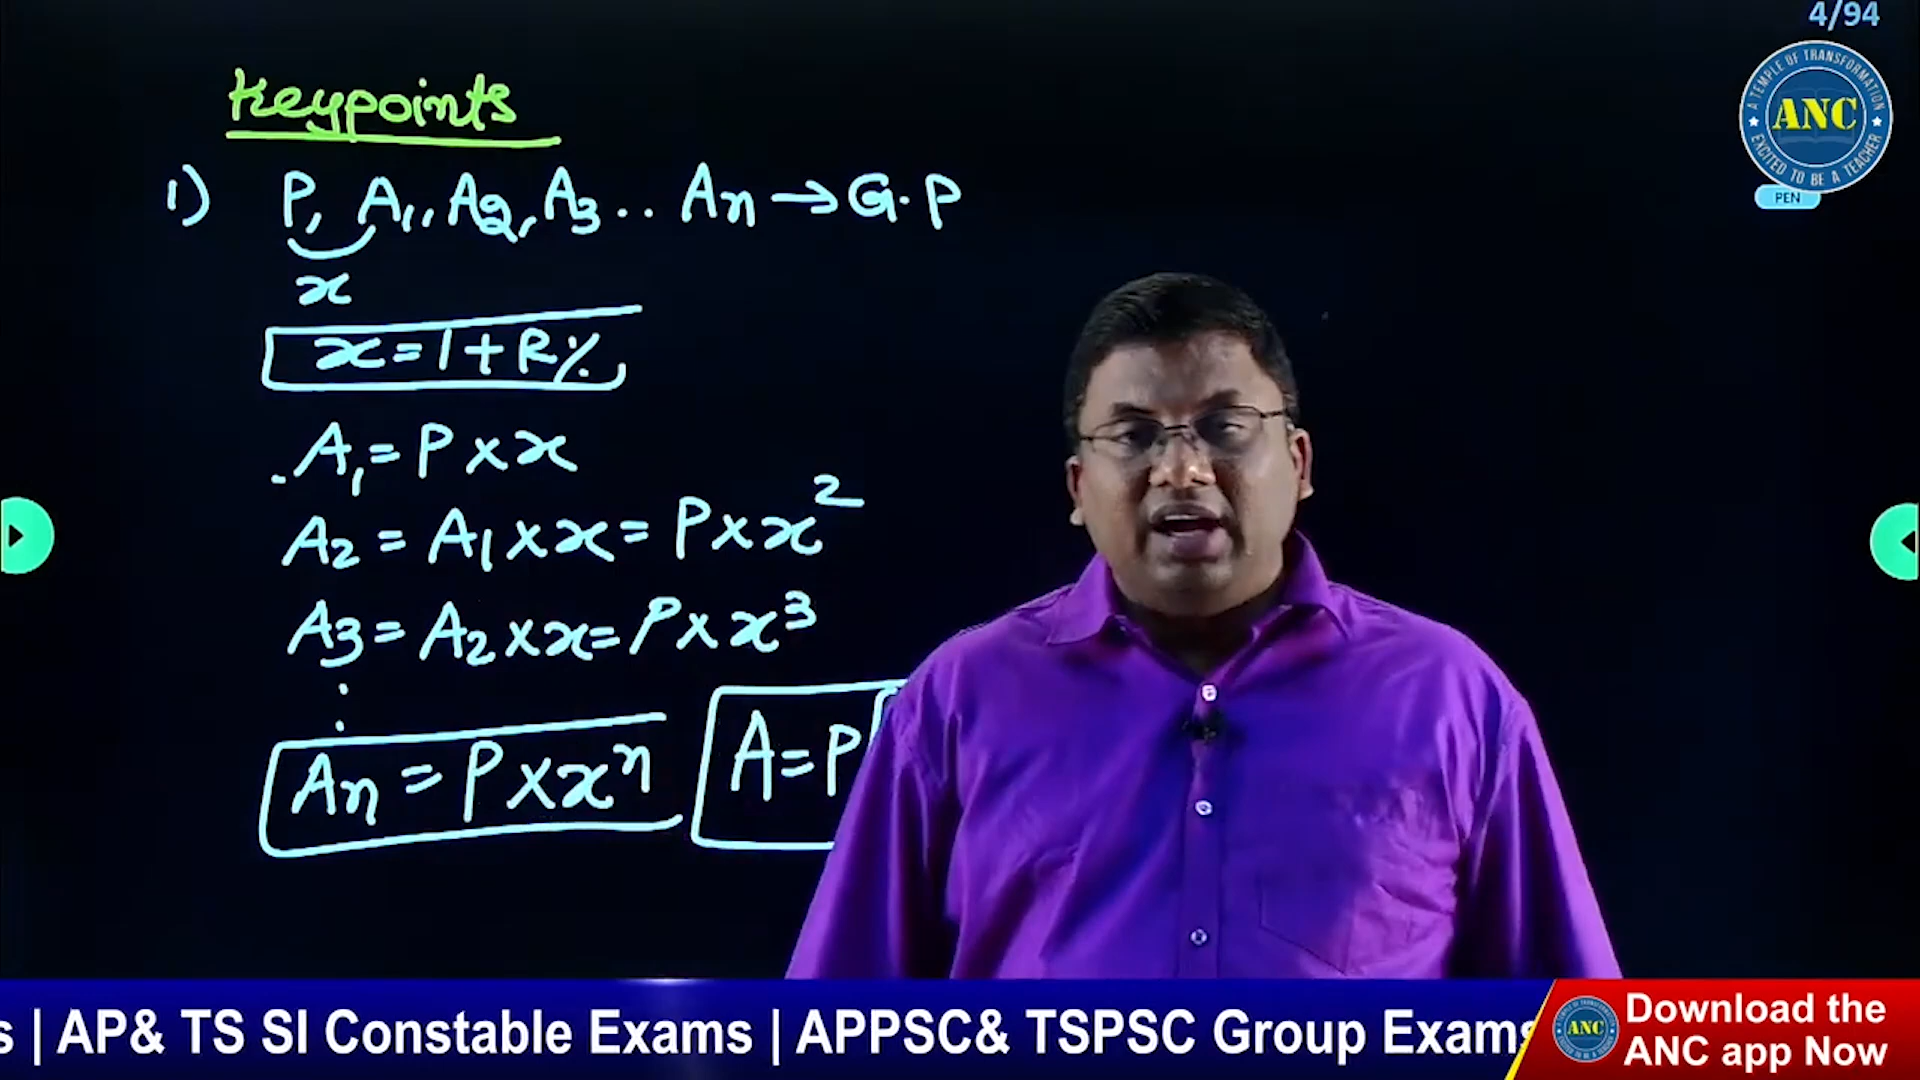 4/94
A TEMPLE OF TRANSFORMATION
ANC
EXCITED TO BE A TEACHER
PEN
Keypoints
1) P, A1, A2, A3 .. An → G.P
x
x = 1 + R%
A1 = P × x
A2 = A1 × x = P × x²
A3 = A2 × x = P × x³
:
An = P × xⁿ
A = P
s | AP& TS SI Constable Exams | APPSC& TSPSC Group Exams
ANC
Download the
ANC app Now